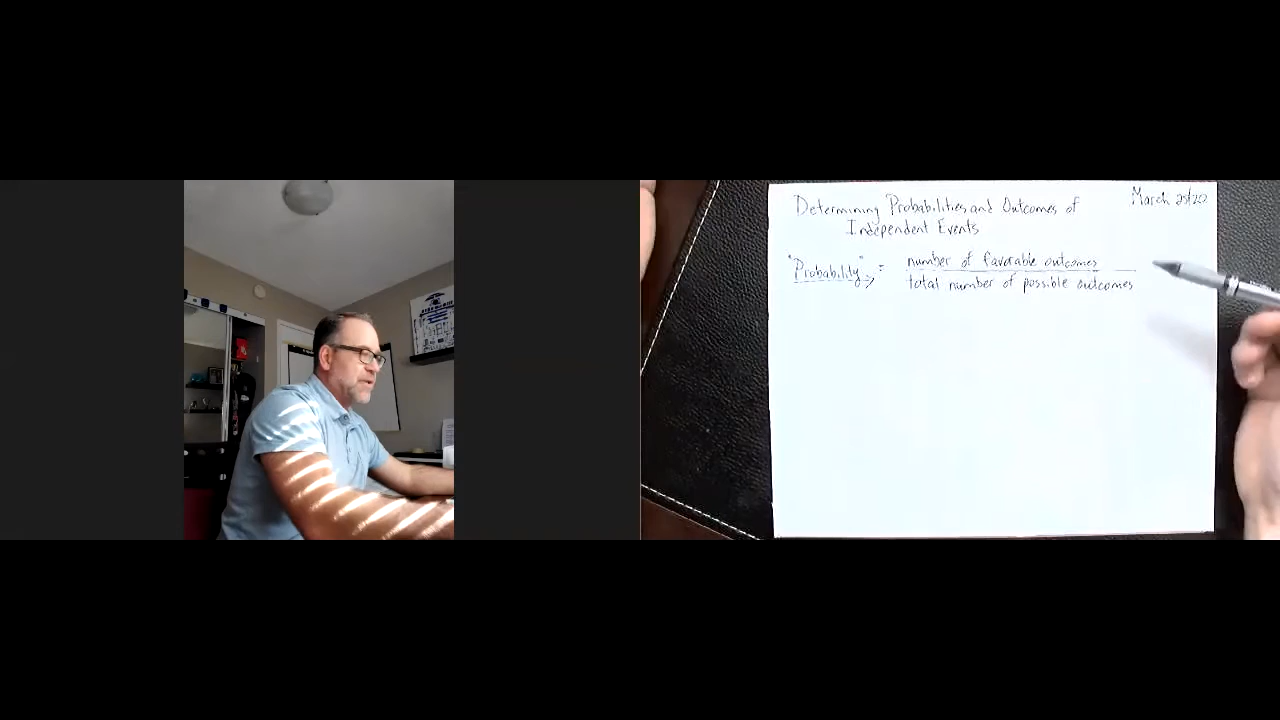 Determining Probabilities and Outcomes of
Independent Events
March 25/20
"Probability" = number of favorable outcomes
total number of possible outcomes